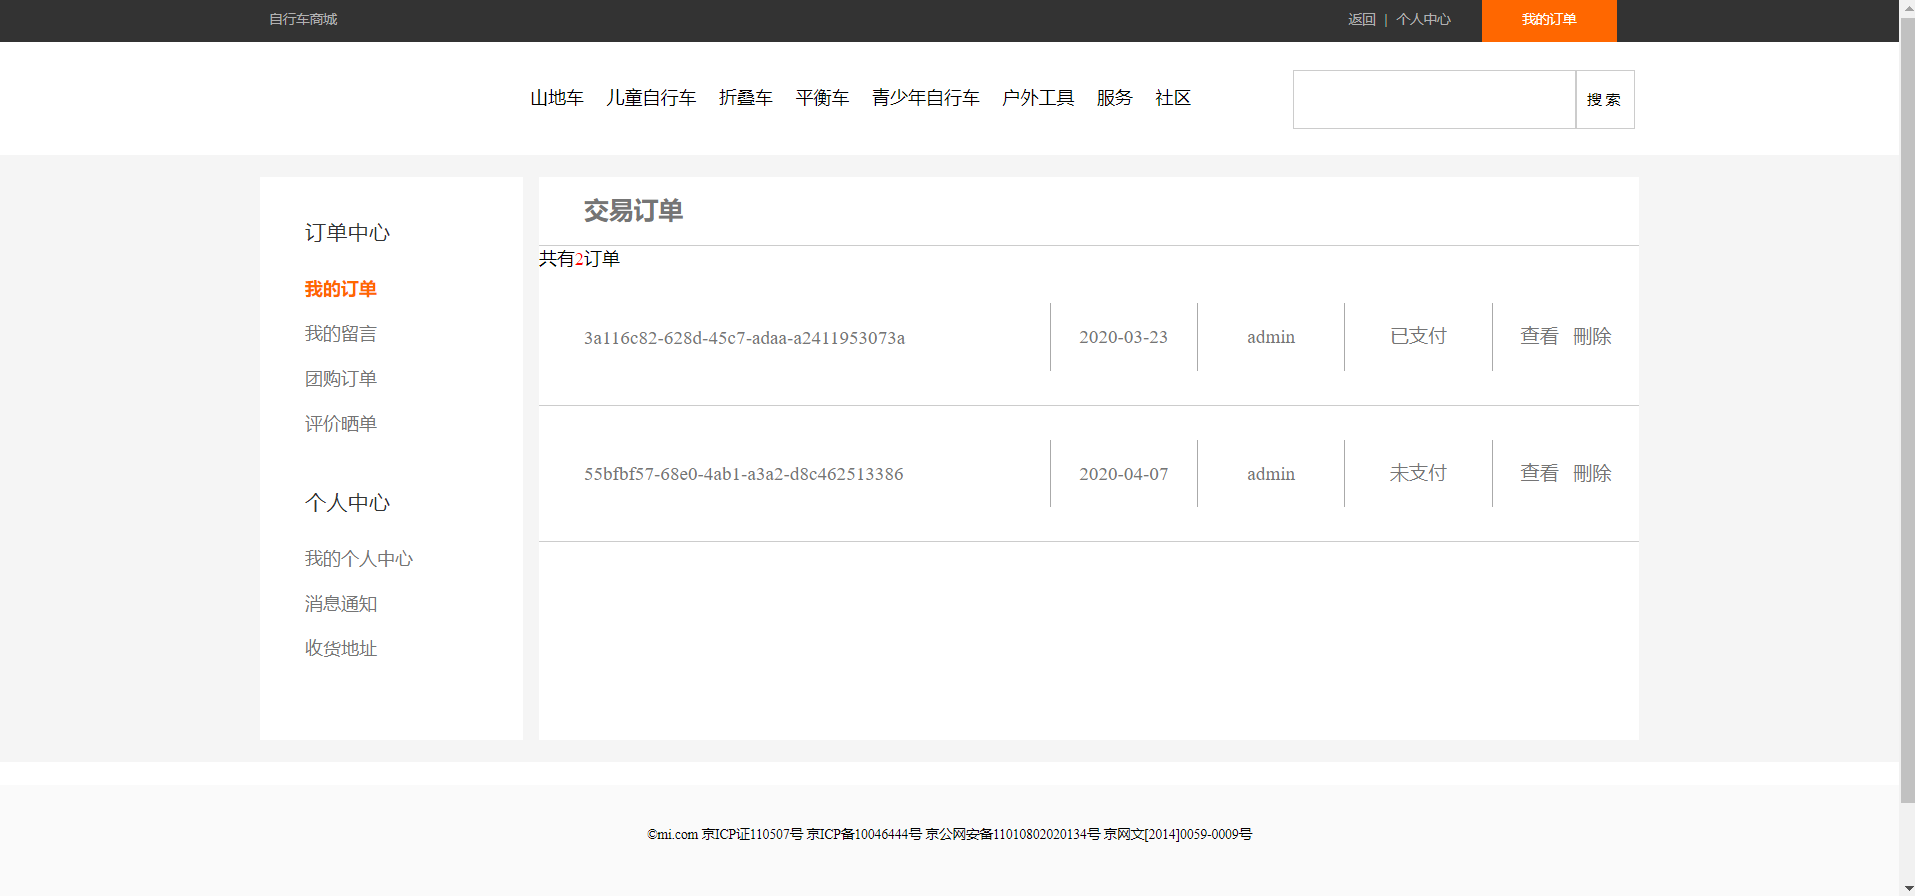 自行车商城 返回 | 个人中心 我的订单
山地车 儿童自行车 折叠车 平衡车 青少年自行车 户外工具 服务 社区 搜 索
订单中心
我的订单
我的留言
团购订单
评价晒单
个人中心
我的个人中心
消息通知
收货地址
交易订单
共有2订单
3a116c82-628d-45c7-adaa-a2411953073a 2020-03-23 admin 已支付 查看 刪除
55bfbf57-68e0-4ab1-a3a2-d8c462513386 2020-04-07 admin 未支付 查看 刪除
©mi.com 京ICP证110507号 京ICP备10046444号 京公网安备11010802020134号 京网文[2014]0059-0009号